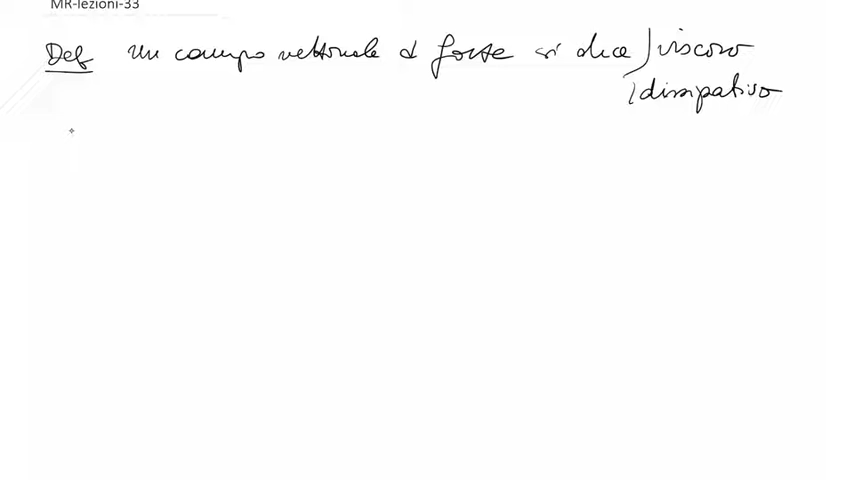 MR-lezioni-33
Def Un campo vettoriale di forze si dice viscoso
dissipativo